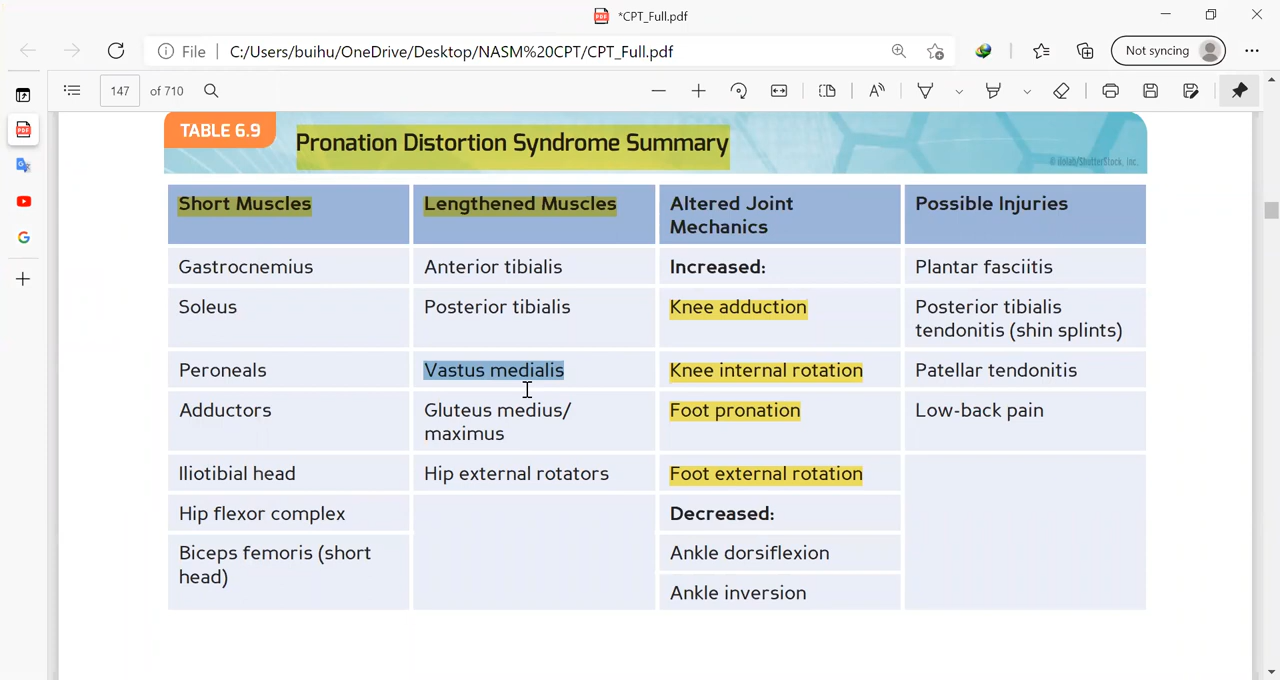 *CPT_Full.pdf
File
C:/Users/buihu/OneDrive/Desktop/NASM%20CPT/CPT_Full.pdf
Not syncing
147 of 710
TABLE 6.9
Pronation Distortion Syndrome Summary
© iielab/ShutterStock, Inc.
Short Muscles
Lengthened Muscles
Altered Joint
Mechanics
Possible Injuries
Gastrocnemius
Anterior tibialis
Increased:
Plantar fasciitis
Soleus
Posterior tibialis
Knee adduction
Posterior tibialis
tendonitis (shin splints)
Peroneals
Vastus medialis
Knee internal rotation
Patellar tendonitis
Adductors
Gluteus medius/
maximus
Foot pronation
Low-back pain
Iliotibial head
Hip external rotators
Foot external rotation
Hip flexor complex
Decreased:
Biceps femoris (short
head)
Ankle dorsiflexion
Ankle inversion